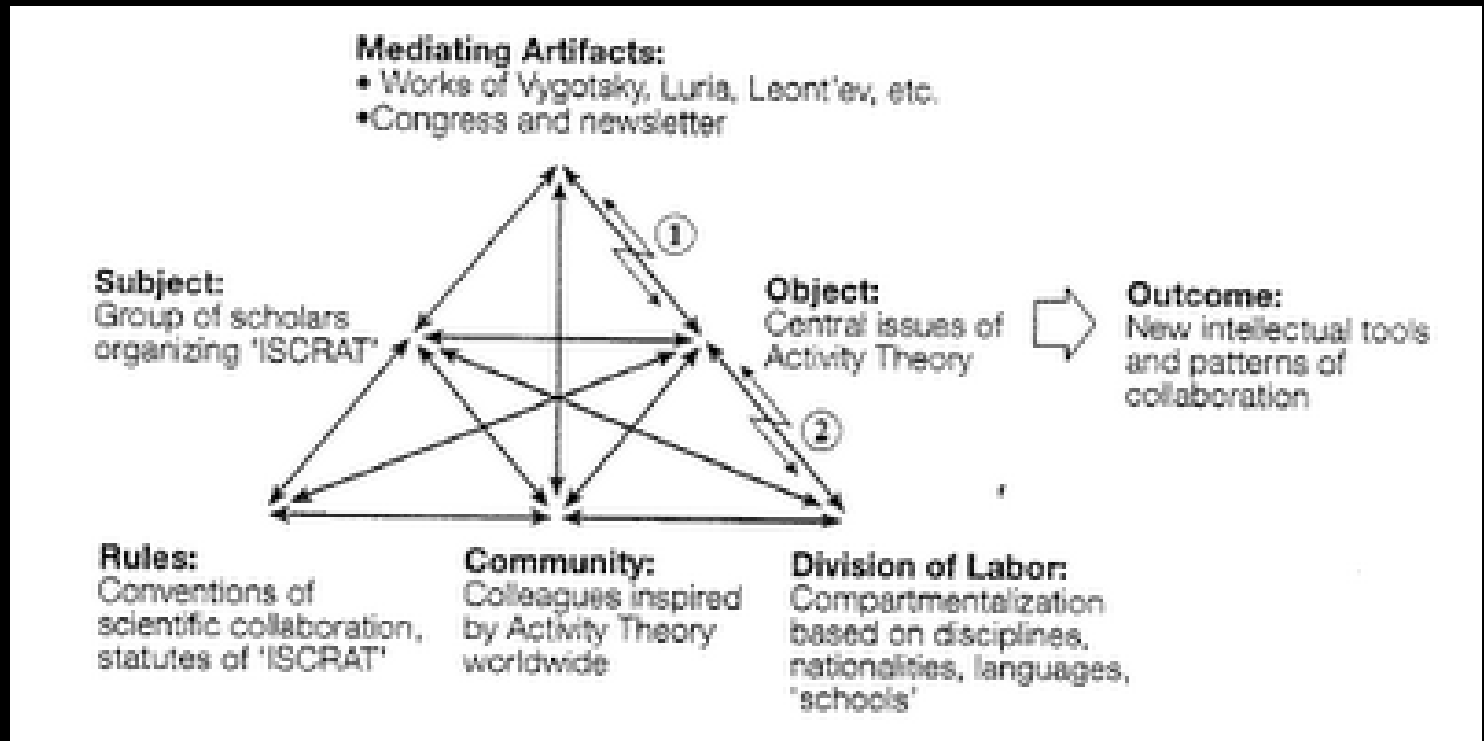 Mediating Artifacts:
• Works of Vygotsky, Luria, Leont'ev, etc.
•Congress and newsletter
①
Subject:
Group of scholars
organizing 'ISCRAT'
Object:
Central issues of
Activity Theory
Outcome:
New intellectual tools
and patterns of
collaboration
②
Rules:
Conventions of
scientific collaboration,
statutes of 'ISCRAT'
Community:
Colleagues inspired
by Activity Theory
worldwide
Division of Labor:
Compartmentalization
based on disciplines,
nationalities, languages,
'schools'